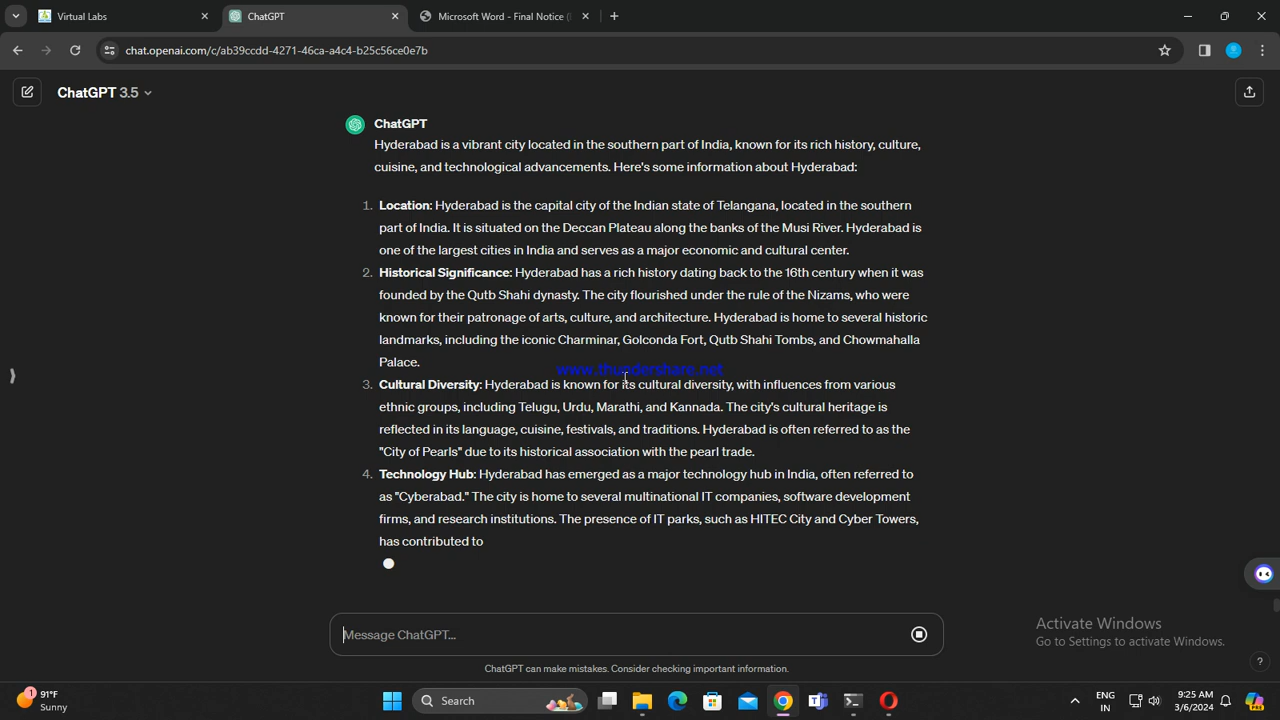 Virtual Labs
ChatGPT
Microsoft Word - Final Notice (
chat.openai.com/c/ab39ccdd-4271-46ca-a4c4-b25c56ce0e7b
ChatGPT 3.5
ChatGPT
Hyderabad is a vibrant city located in the southern part of India, known for its rich history, culture,
cuisine, and technological advancements. Here's some information about Hyderabad:
1. Location: Hyderabad is the capital city of the Indian state of Telangana, located in the southern
part of India. It is situated on the Deccan Plateau along the banks of the Musi River. Hyderabad is
one of the largest cities in India and serves as a major economic and cultural center.
2. Historical Significance: Hyderabad has a rich history dating back to the 16th century when it was
founded by the Qutb Shahi dynasty. The city flourished under the rule of the Nizams, who were
known for their patronage of arts, culture, and architecture. Hyderabad is home to several historic
landmarks, including the iconic Charminar, Golconda Fort, Qutb Shahi Tombs, and Chowmahalla
Palace.
www.thundershare.net
3. Cultural Diversity: Hyderabad is known for its cultural diversity, with influences from various
ethnic groups, including Telugu, Urdu, Marathi, and Kannada. The city's cultural heritage is
reflected in its language, cuisine, festivals, and traditions. Hyderabad is often referred to as the
"City of Pearls" due to its historical association with the pearl trade.
4. Technology Hub: Hyderabad has emerged as a major technology hub in India, often referred to
as "Cyberabad." The city is home to several multinational IT companies, software development
firms, and research institutions. The presence of IT parks, such as HITEC City and Cyber Towers,
has contributed to
Message ChatGPT...
Activate Windows
Go to Settings to activate Windows.
ChatGPT can make mistakes. Consider checking important information.
?
1
91°F
Sunny
Search
ENG
IN
9:25 AM
3/6/2024
PRE